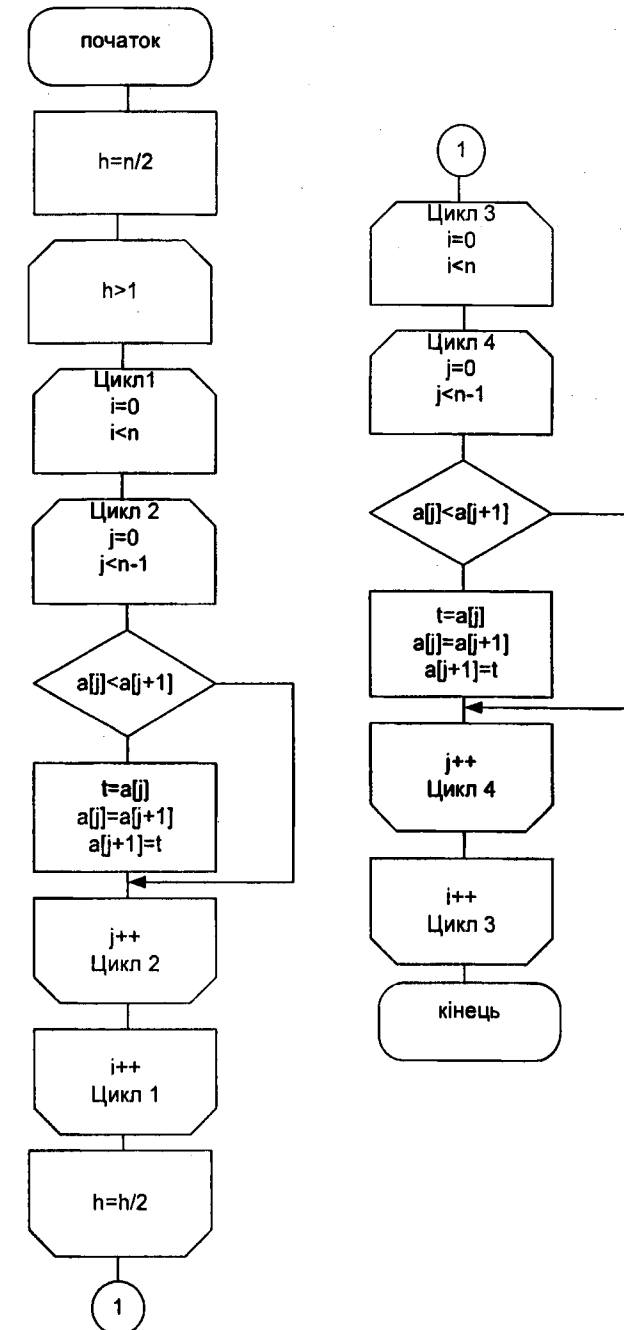 початок
h=n/2
h>1
Цикл1
i=0
i<n
Цикл 2
j=0
j<n-1
a[j]<a[j+1]
t=a[j]
a[j]=a[j+1]
a[j+1]=t
j++
Цикл 2
i++
Цикл 1
h=h/2
1
1
Цикл 3
i=0
i<n
Цикл 4
j=0
j<n-1
a[j]<a[j+1]
t=a[j]
a[j]=a[j+1]
a[j+1]=t
j++
Цикл 4
i++
Цикл 3
кінець